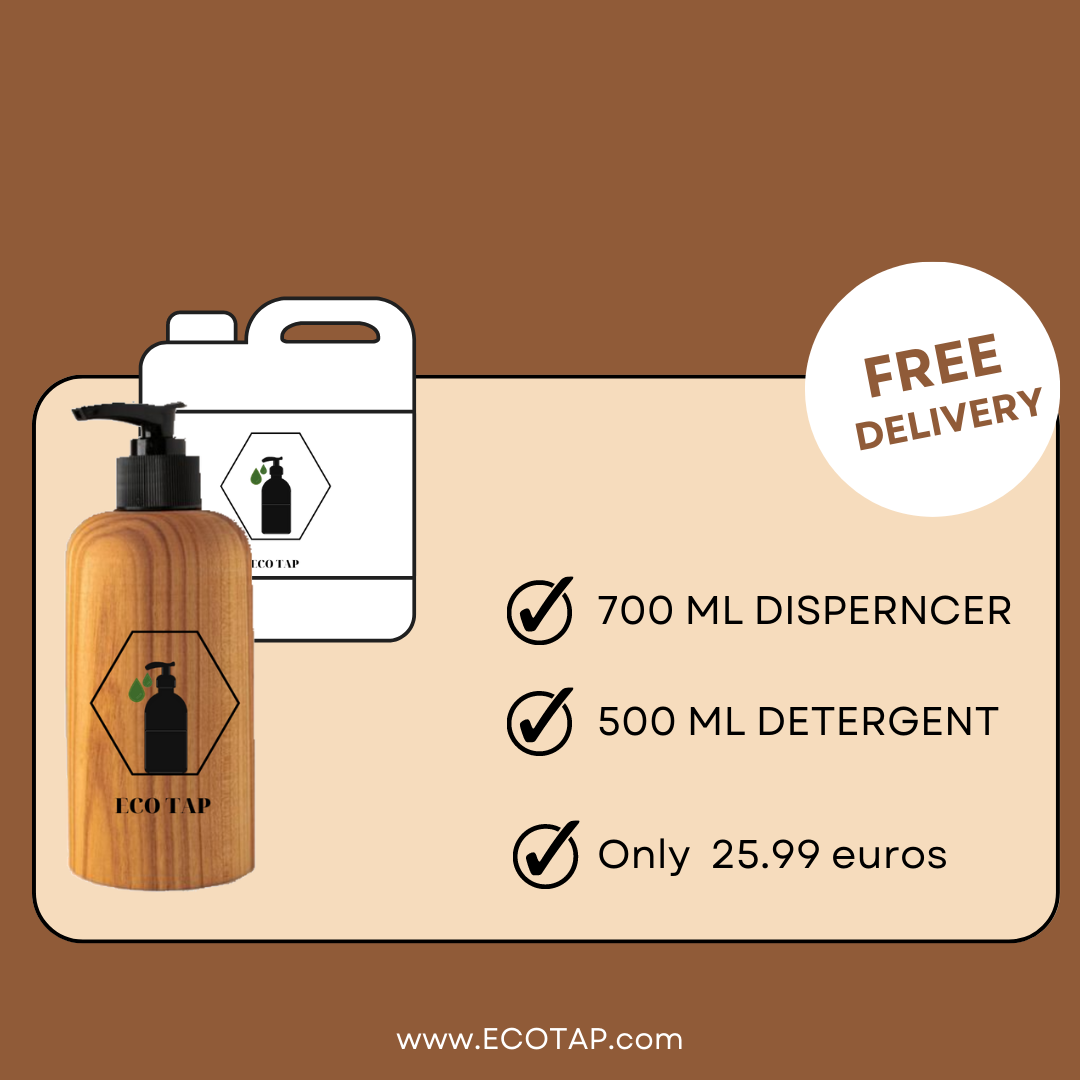 FREE
DELIVERY
ECO TAP
700 ML DISPERNCER
500 ML DETERGENT
ECO TAP
Only 25.99 euros
www.ECOTAP.com